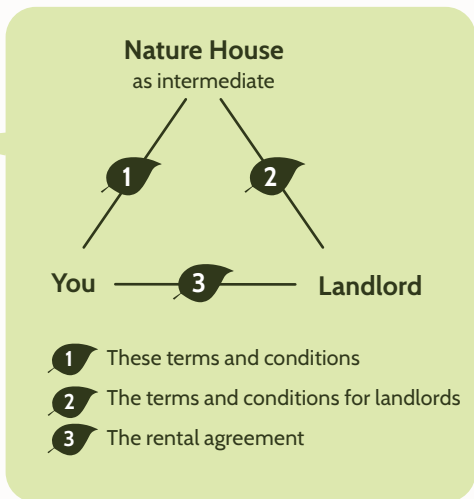 Nature House
as intermediate
1
2
You
3
Landlord
1 These terms and conditions
2 The terms and conditions for landlords
3 The rental agreement